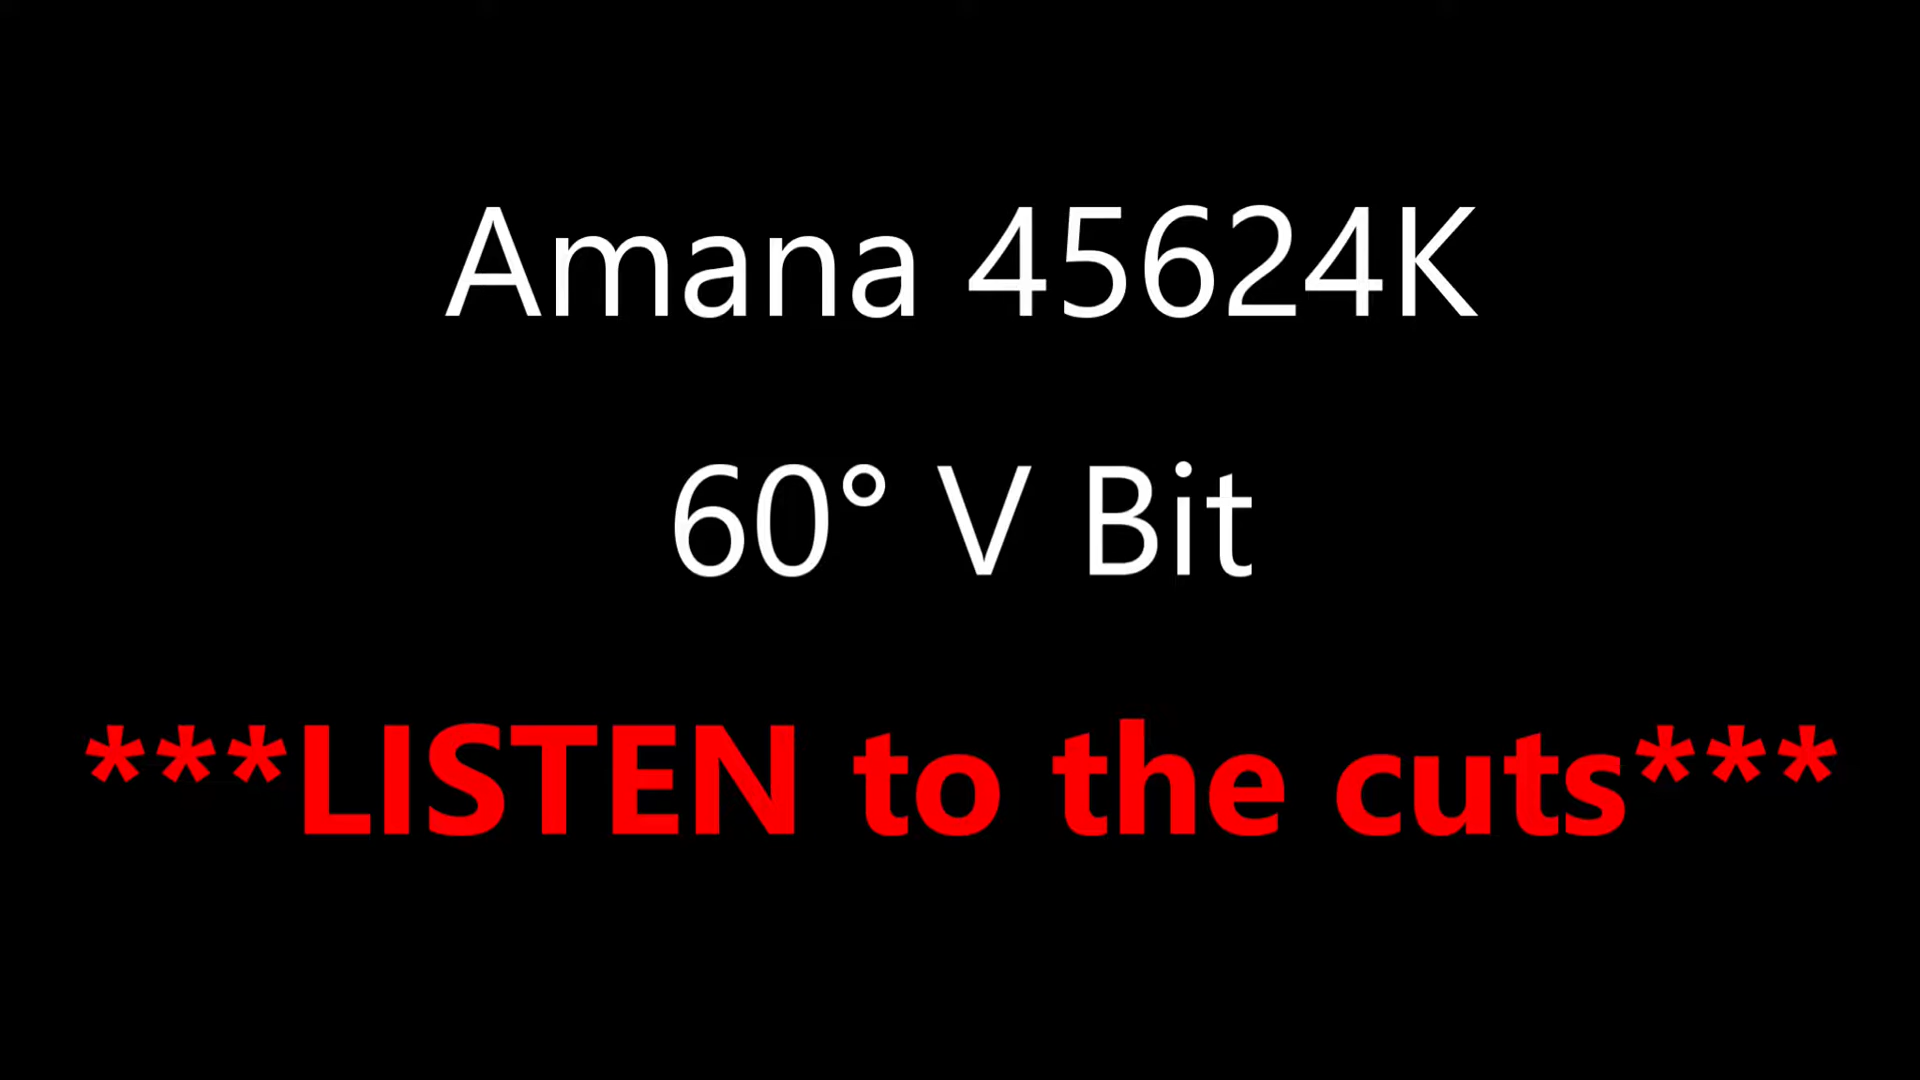 Amana 45624K
60° V Bit
***LISTEN to the cuts***